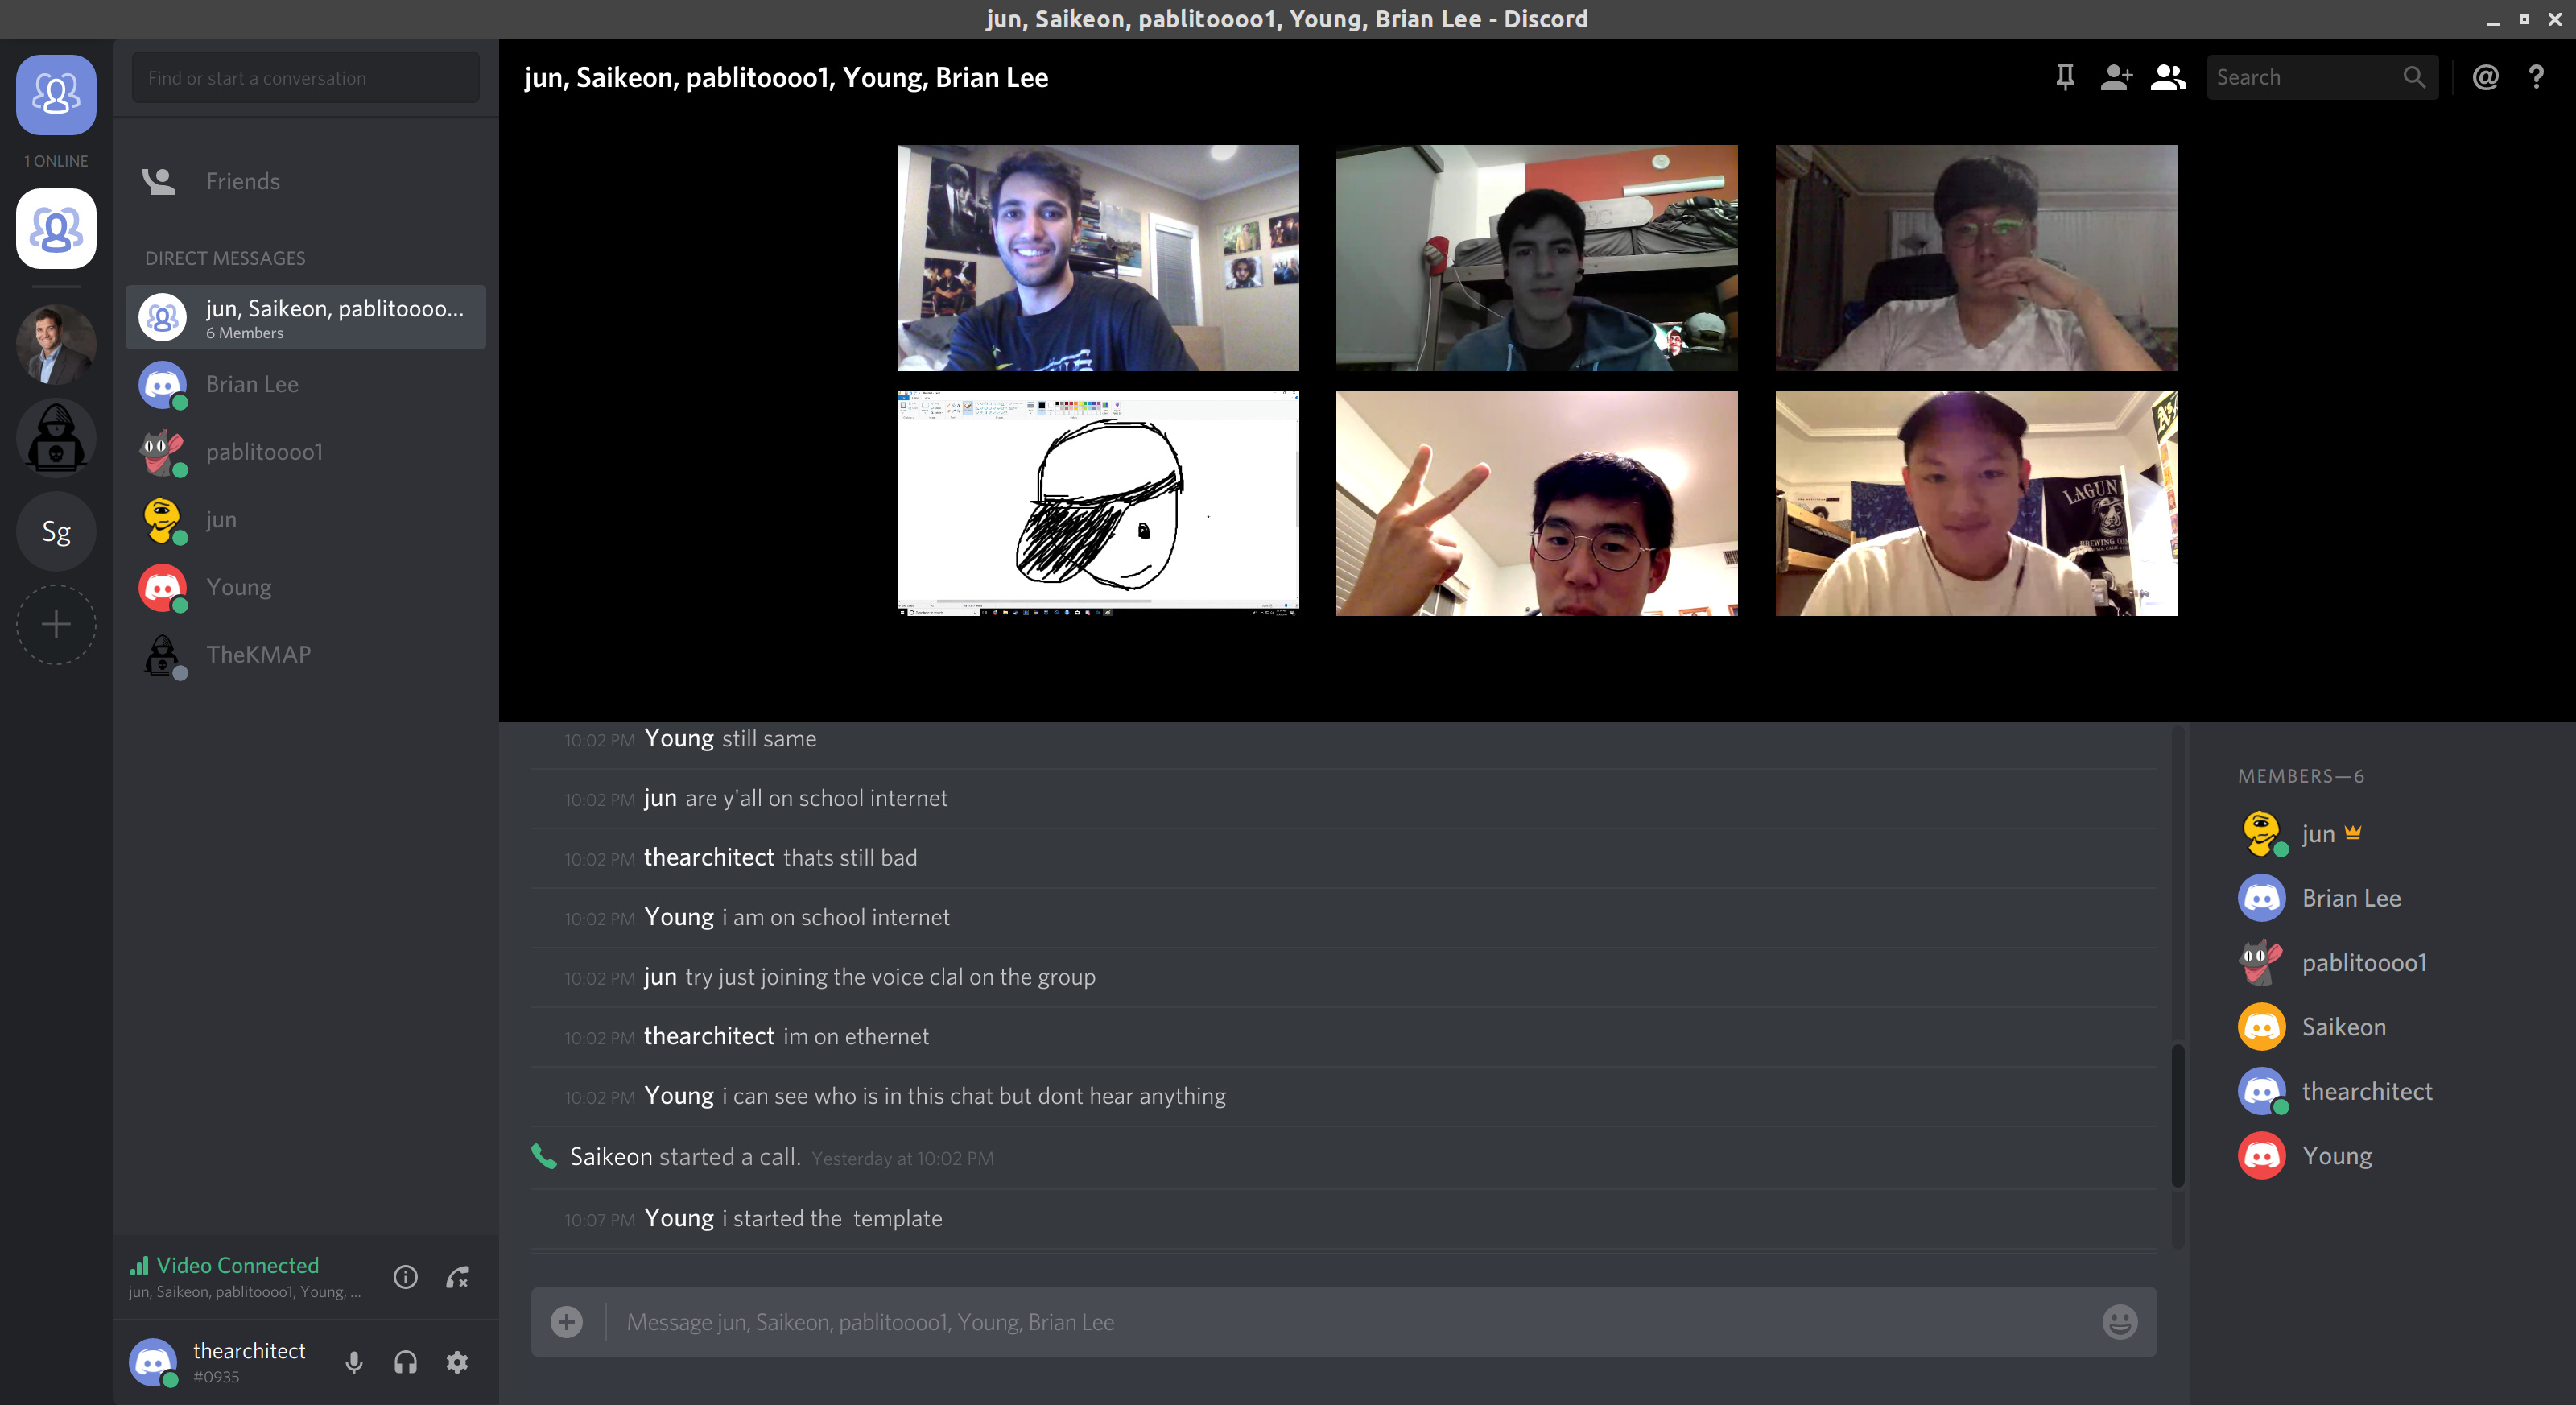 jun, Saikeon, pablitoooo1, Young, Brian Lee - Discord
Find or start a conversation
jun, Saikeon, pablitoooo1, Young, Brian Lee
Search
1 ONLINE
Friends
DIRECT MESSAGES
jun, Saikeon, pablitoooo...
6 Members
Brian Lee
pablitoooo1
jun
Sg
Young
TheKMAP
A's
LAGUN
BREWING CO
10:02 PM Young still same
10:02 PM jun are y'all on school internet
10:02 PM thearchitect thats still bad
10:02 PM Young i am on school internet
10:02 PM jun try just joining the voice clal on the group
10:02 PM thearchitect im on ethernet
10:02 PM Young i can see who is in this chat but dont hear anything
Saikeon started a call. Yesterday at 10:02 PM
10:07 PM Young i started the template
MEMBERS—6
jun
Brian Lee
pablitoooo1
Saikeon
thearchitect
Young
Video Connected
jun, Saikeon, pablitoooo1, Young, ...
thearchitect
#0935
Message jun, Saikeon, pablitoooo1, Young, Brian Lee